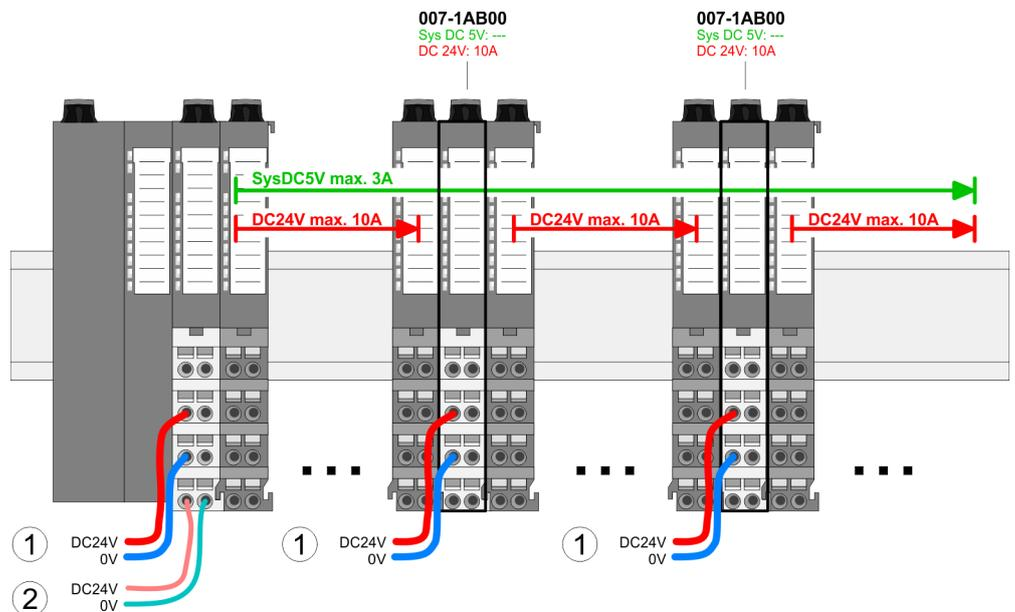 007-1AB00
Sys DC 5V: ---
DC 24V: 10A
007-1AB00
Sys DC 5V: ---
DC 24V: 10A
SysDC5V max. 3A
DC24V max. 10A
DC24V max. 10A
DC24V max. 10A
1
DC24V
0V
2
DC24V
0V
1
DC24V
0V
1
DC24V
0V